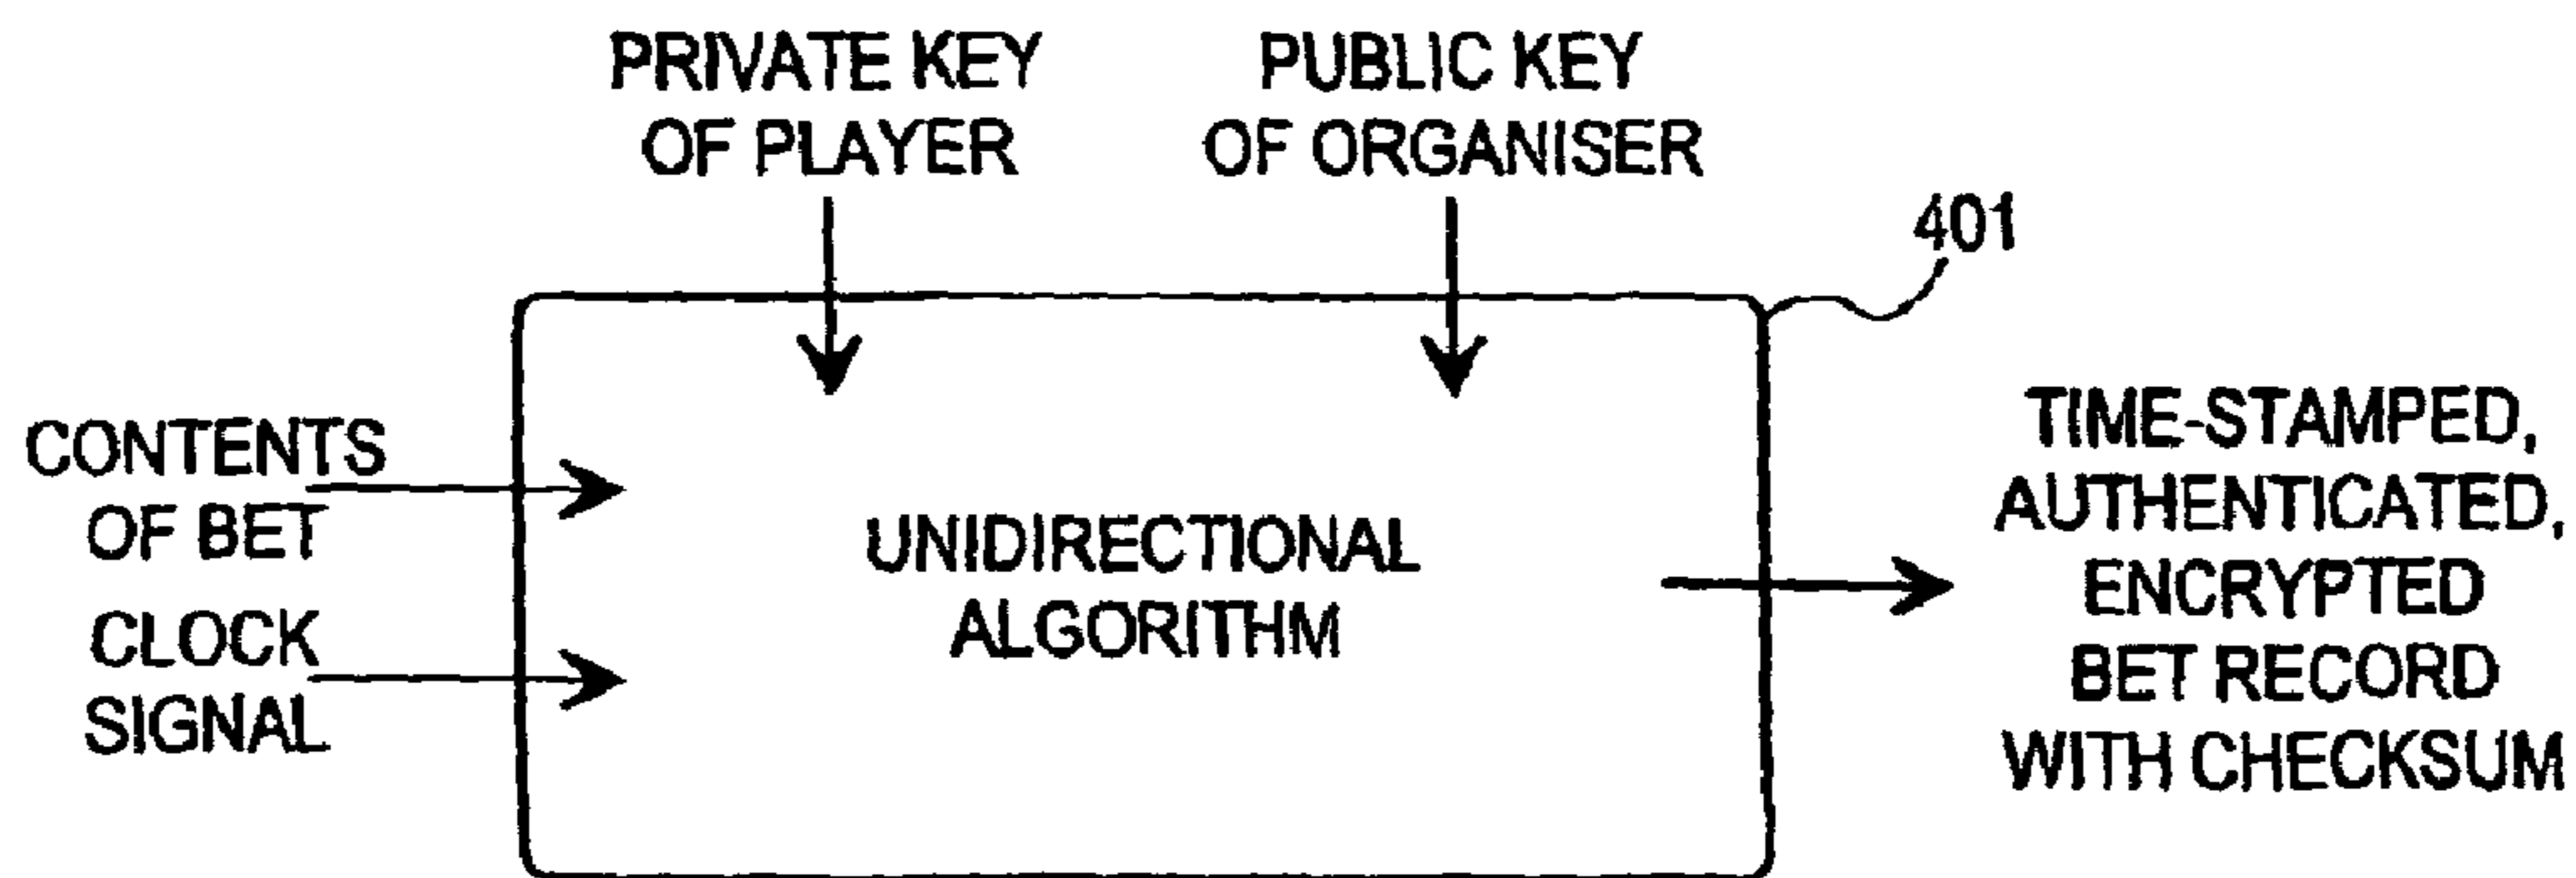 PRIVATE KEY
OF PLAYER
PUBLIC KEY
OF ORGANISER
401
CONTENTS
OF BET
CLOCK
SIGNAL
UNIDIRECTIONAL
ALGORITHM
TIME-STAMPED,
AUTHENTICATED,
ENCRYPTED
BET RECORD
WITH CHECKSUM